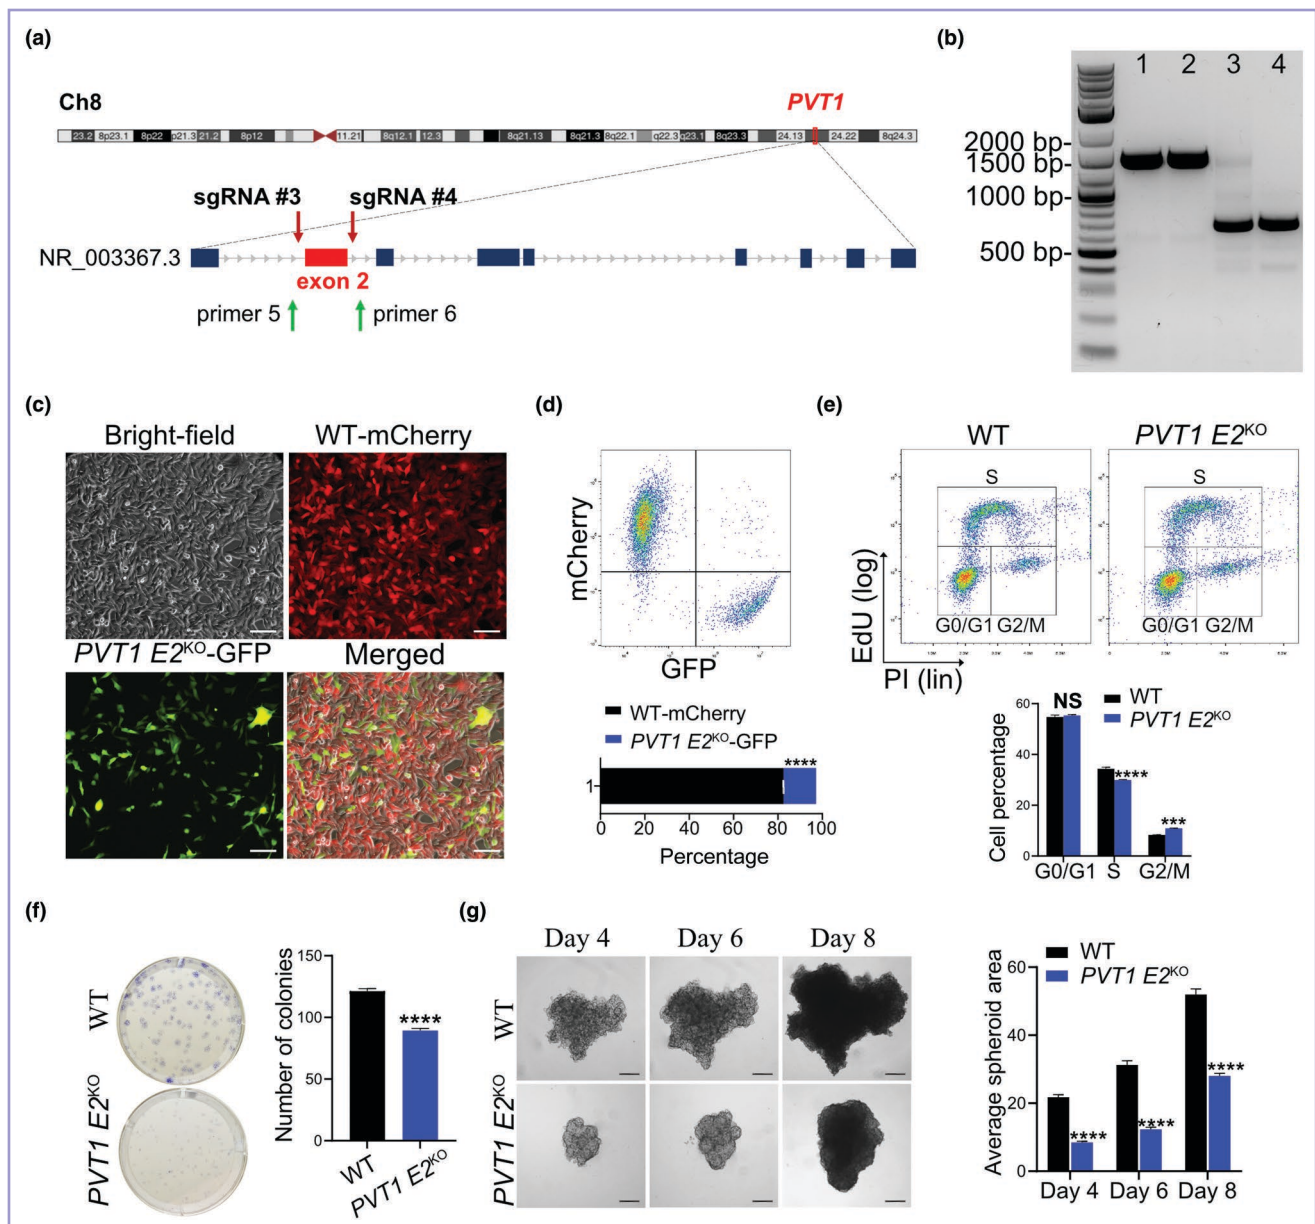 (a)
Ch8
PVT1
23.2 8p23.1 8p22 p21.3 21.2 8p12 11.21 8q12.1 12.3 8q21.13 8q21.3 8q22.1 q22.3 q23.1 8q23.3 24.13 24.22 8q24.3
sgRNA #3 sgRNA #4
NR_003367.3
exon 2
primer 5 primer 6
(b)
1 2 3 4
2000 bp-
1500 bp-
1000 bp-
500 bp-
(c)
Bright-field WT-mCherry
PVT1 E2KO-GFP Merged
(d)
mCherry
GFP
WT-mCherry
PVT1 E2KO-GFP
****
1
0 20 40 60 80 100
Percentage
(e)
WT PVT1 E2KO
S S
G0/G1 G2/M G0/G1 G2/M
EdU (log)
PI (lin)
WT
PVT1 E2KO
Cell percentage
60
40
20
0
NS
****
***
G0/G1 S G2/M
(f)
WT
PVT1 E2KO
Number of colonies
150
100
50
0
****
WT
PVT1 E2KO
(g)
Day 4 Day 6 Day 8
WT
PVT1 E2KO
WT
PVT1 E2KO
Average spheroid area
60
40
20
0
****
****
****
Day 4 Day 6 Day 8